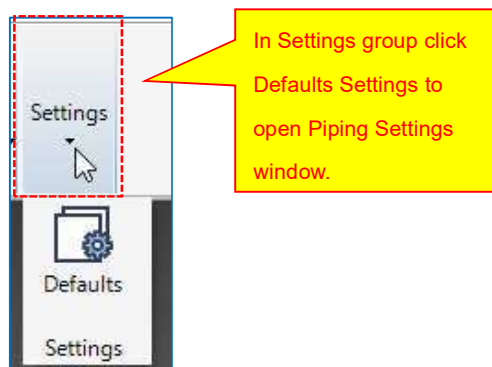 In Settings group click
Defaults Settings to
open Piping Settings
window.
Settings
Defaults
Settings